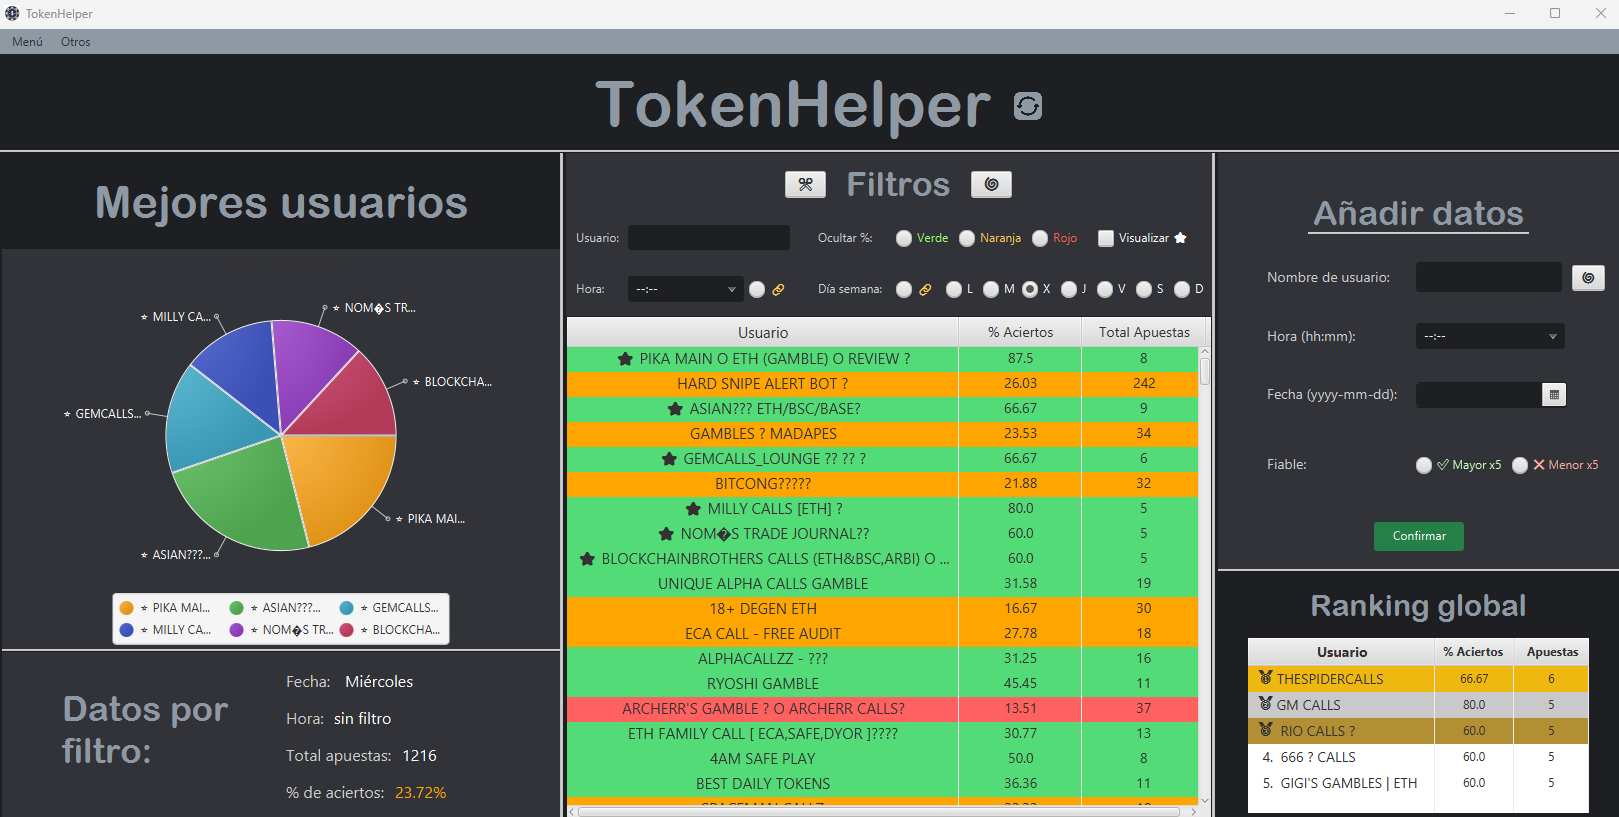 TokenHelper
Menú Otros
TokenHelper
Mejores usuarios
NOM�S TR...
MILLY CA...
BLOCKCHA...
GEMCALLS...
PIKA MAI...
ASIAN???...
PIKA MAI... ASIAN???... GEMCALLS...
MILLY CA... NOM�S TR... BLOCKCHA...
Datos por filtro:
Fecha: Miércoles
Hora: sin filtro
Total apuestas: 1216
% de aciertos: 23.72%
Filtros
Usuario: Ocultar %: Verde Naranja Rojo Visualizar
Hora: --:-- Día semana: L M X J V S D
Usuario % Aciertos Total Apuestas
PIKA MAIN O ETH (GAMBLE) O REVIEW ? 87.5 8
HARD SNIPE ALERT BOT ? 26.03 242
ASIAN??? ETH/BSC/BASE? 66.67 9
GAMBLES ? MADAPES 23.53 34
GEMCALLS_LOUNGE ?? ?? ? 66.67 6
BITCONG????? 21.88 32
MILLY CALLS [ETH] ? 80.0 5
NOM�S TRADE JOURNAL?? 60.0 5
BLOCKCHAINBROTHERS CALLS (ETH&BSC,ARBI) O ... 60.0 5
UNIQUE ALPHA CALLS GAMBLE 31.58 19
18+ DEGEN ETH 16.67 30
ECA CALL - FREE AUDIT 27.78 18
ALPHACALLZZ - ??? 31.25 16
RYOSHI GAMBLE 45.45 11
ARCHERR'S GAMBLE ? O ARCHERR CALLS? 13.51 37
ETH FAMILY CALL [ ECA,SAFE,DYOR ]???? 30.77 13
4AM SAFE PLAY 50.0 8
BEST DAILY TOKENS 36.36 11
Añadir datos
Nombre de usuario:
Hora (hh:mm): --:--
Fecha (yyyy-mm-dd):
Fiable: Mayor x5 Menor x5
Confirmar
Ranking global
Usuario % Aciertos Apuestas
THESPIDERCALLS 66.67 6
GM CALLS 80.0 5
RIO CALLS ? 60.0 5
4. 666 ? CALLS 60.0 5
5. GIGI'S GAMBLES | ETH 60.0 5